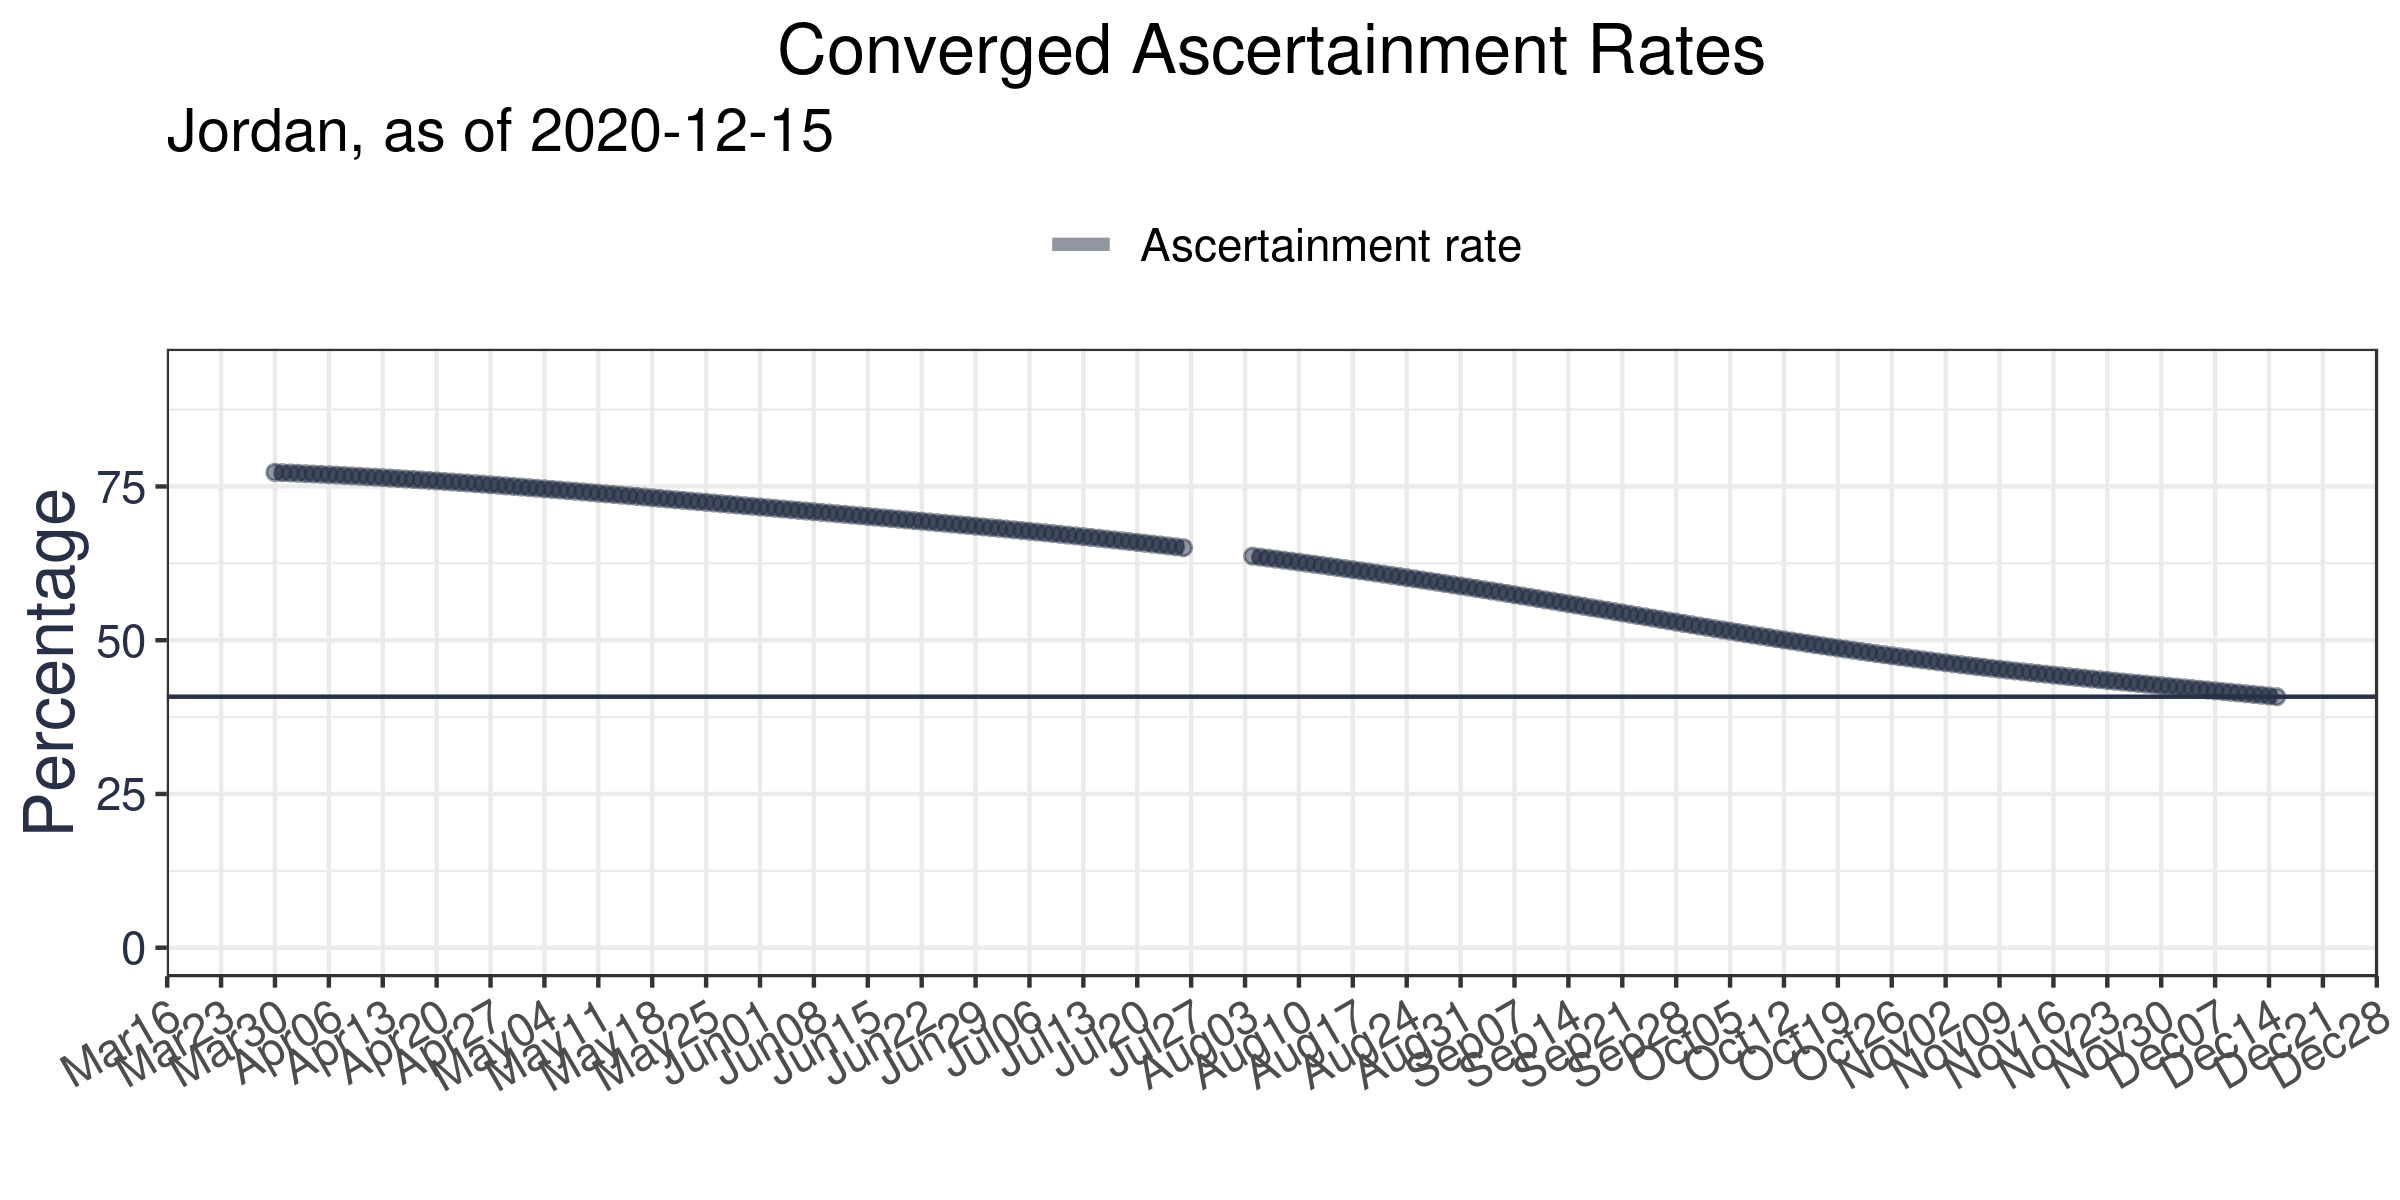 Converged Ascertainment Rates
Jordan, as of 2020-12-15
Ascertainment rate
Percentage
75
50
25
0
Mar16 Mar23 Mar30 Apr06 Apr13 Apr20 Apr27 May04 May11 May18 May25 Jun01 Jun08 Jun15 Jun22 Jun29 Jul06 Jul13 Jul20 Jul27 Aug03 Aug10 Aug17 Aug24 Aug31 Sep07 Sep14 Sep21 Sep28 Oct05 Oct12 Oct19 Oct26 Nov02 Nov09 Nov16 Nov23 Nov30 Dec07 Dec14 Dec21 Dec28